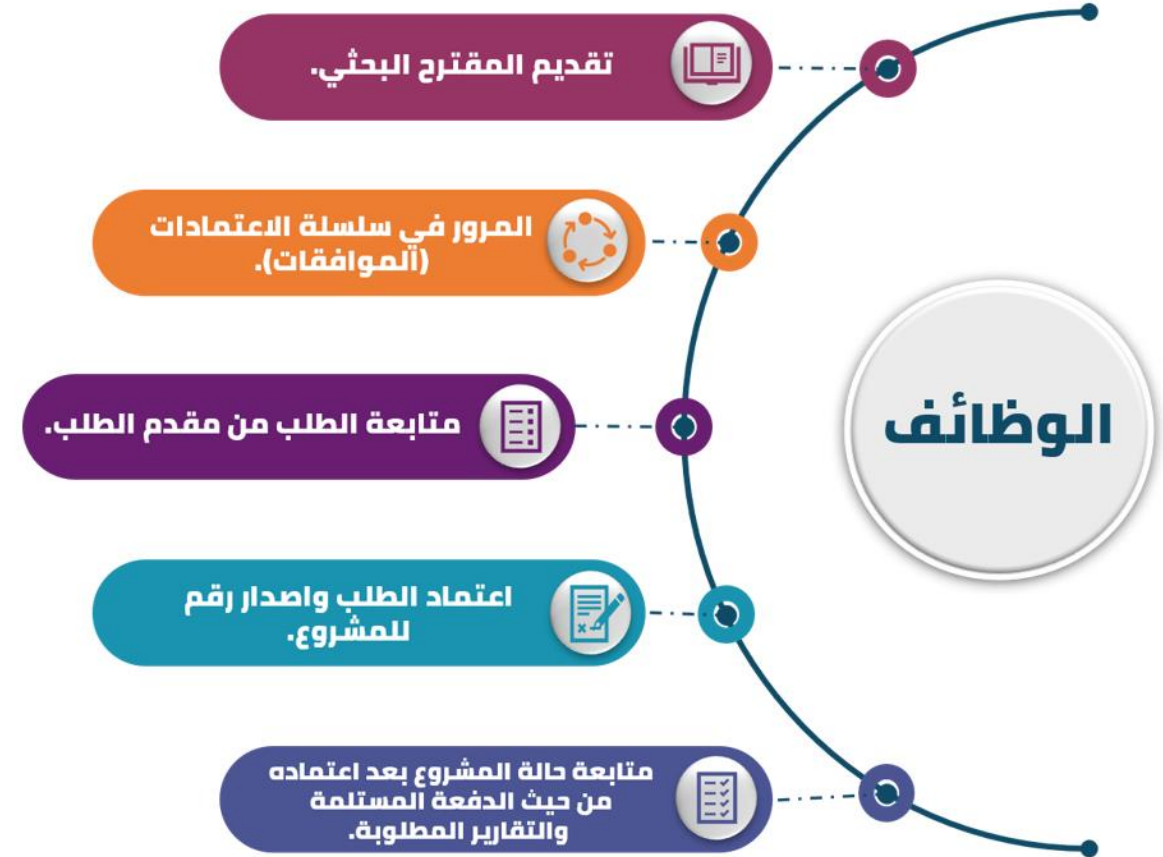 الوظائف
تقديم المقترح البحثي.
المرور في سلسلة الاعتمادات
(الموافقات).
متابعة الطلب من مقدم الطلب.
اعتماد الطلب واصدار رقم
للمشروع.
متابعة حالة المشروع بعد اعتماده
من حيث الدفعة المستلمة
والتقارير المطلوبة.